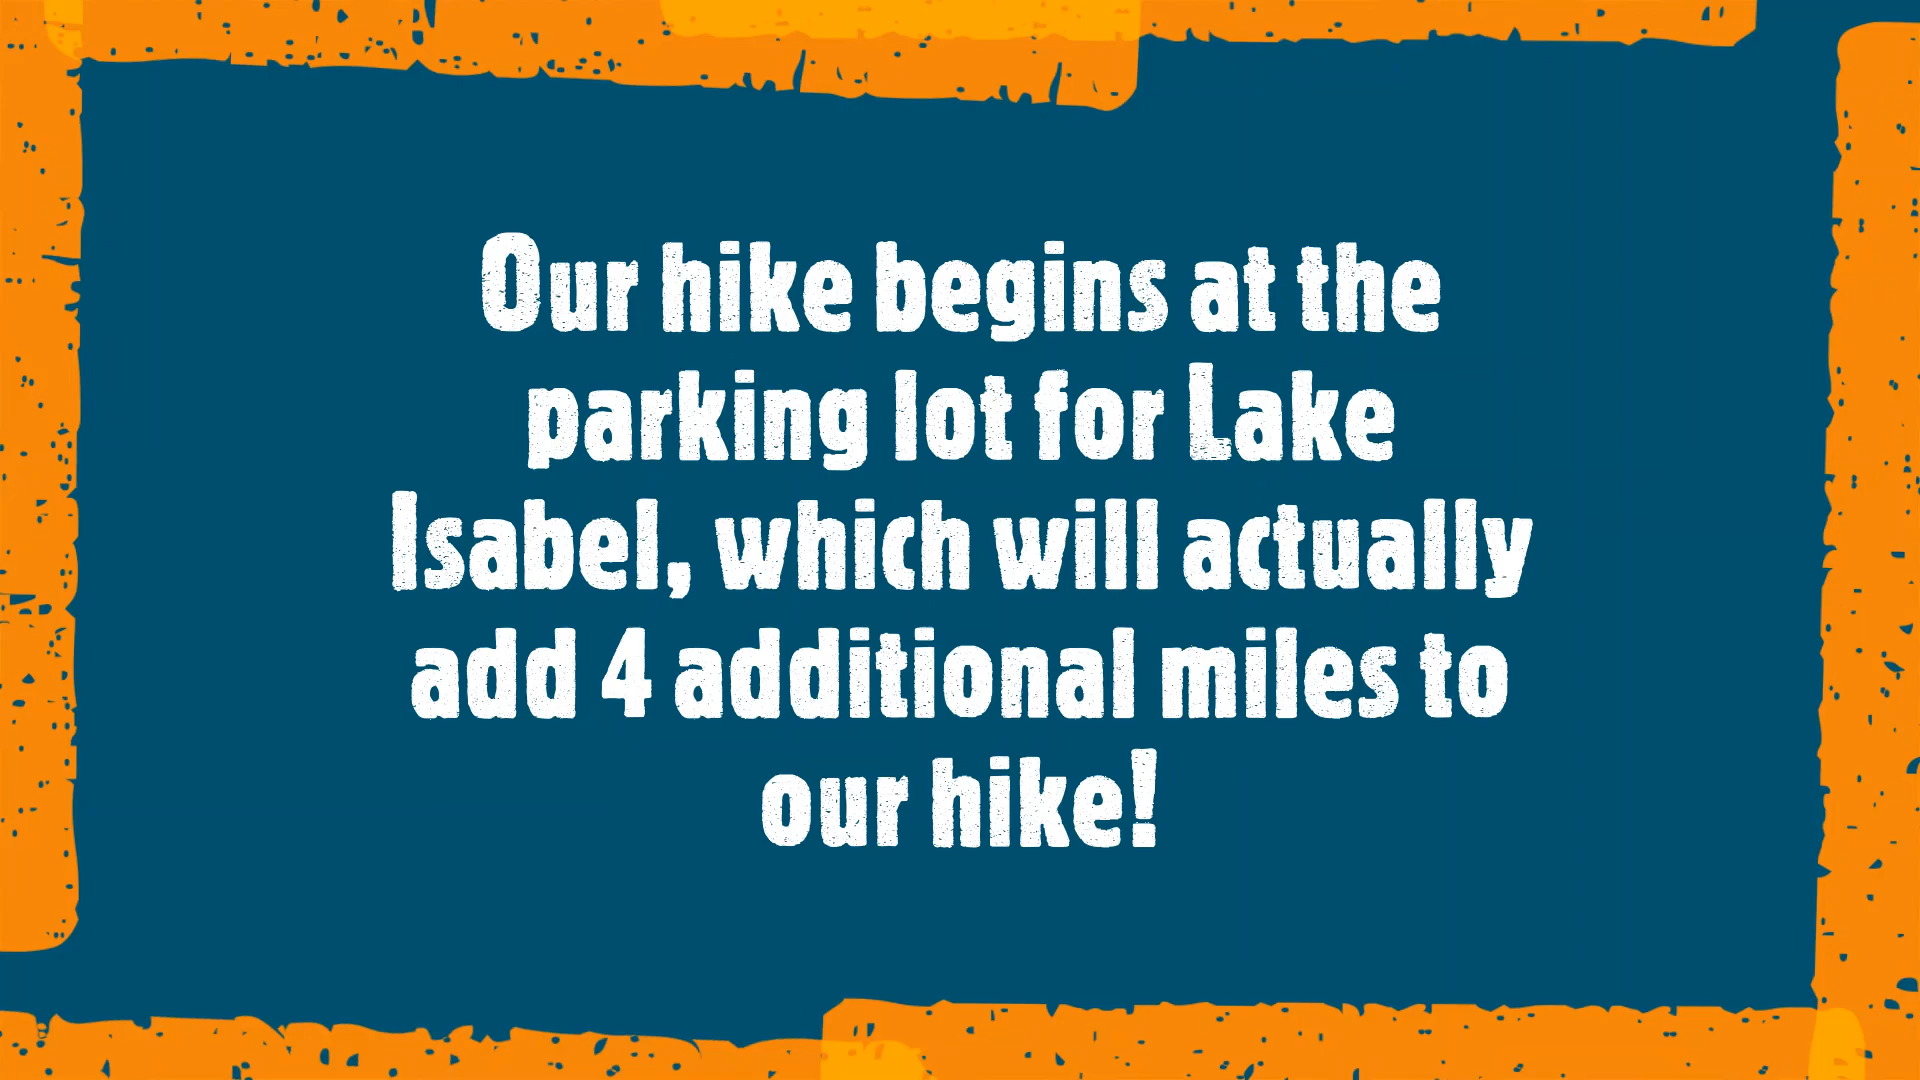 Our hike begins at the
parking lot for Lake
Isabel, which will actually
add 4 additional miles to
our hike!